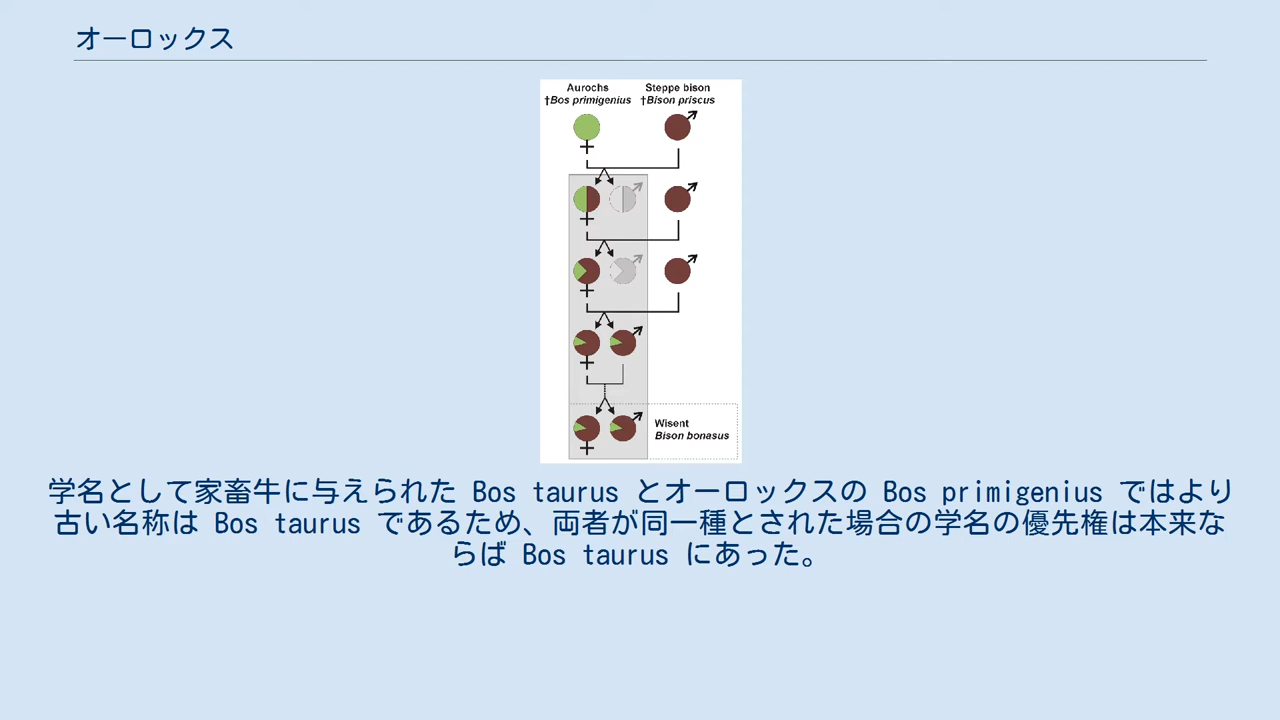 オーロックス
Aurochs
†Bos primigenius
Steppe bison
†Bison priscus
Wisent
Bison bonasus
学名として家畜牛に与えられた Bos taurus とオーロックスの Bos primigenius ではより
古い名称は Bos taurus であるため、両者が同一種とされた場合の学名の優先権は本来な
らば Bos taurus にあった。